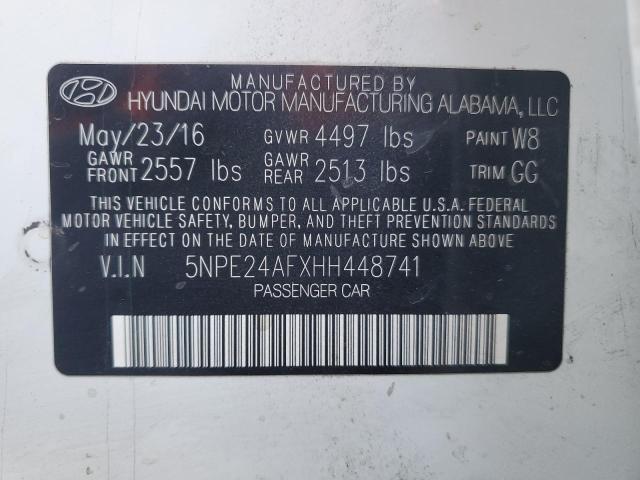 MANUFACTURED BY
HYUNDAI MOTOR MANUFACTURING ALABAMA, LLC
May/23/16 GVWR 4497 lbs PAINT W8
GAWR FRONT 2557 lbs GAWR REAR 2513 lbs TRIM GG
THIS VEHICLE CONFORMS TO ALL APPLICABLE U.S.A. FEDERAL
MOTOR VEHICLE SAFETY, BUMPER, AND THEFT PREVENTION STANDARDS
IN EFFECT ON THE DATE OF MANUFACTURE SHOWN ABOVE
V.I.N 5NPE24AFXHH448741
PASSENGER CAR